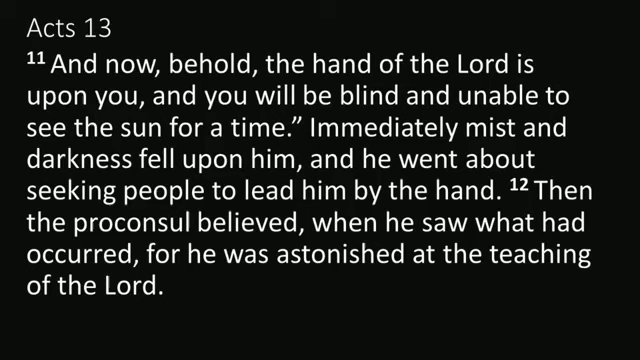 Acts 13
11 And now, behold, the hand of the Lord is
upon you, and you will be blind and unable to
see the sun for a time.” Immediately mist and
darkness fell upon him, and he went about
seeking people to lead him by the hand. 12 Then
the proconsul believed, when he saw what had
occurred, for he was astonished at the teaching
of the Lord.